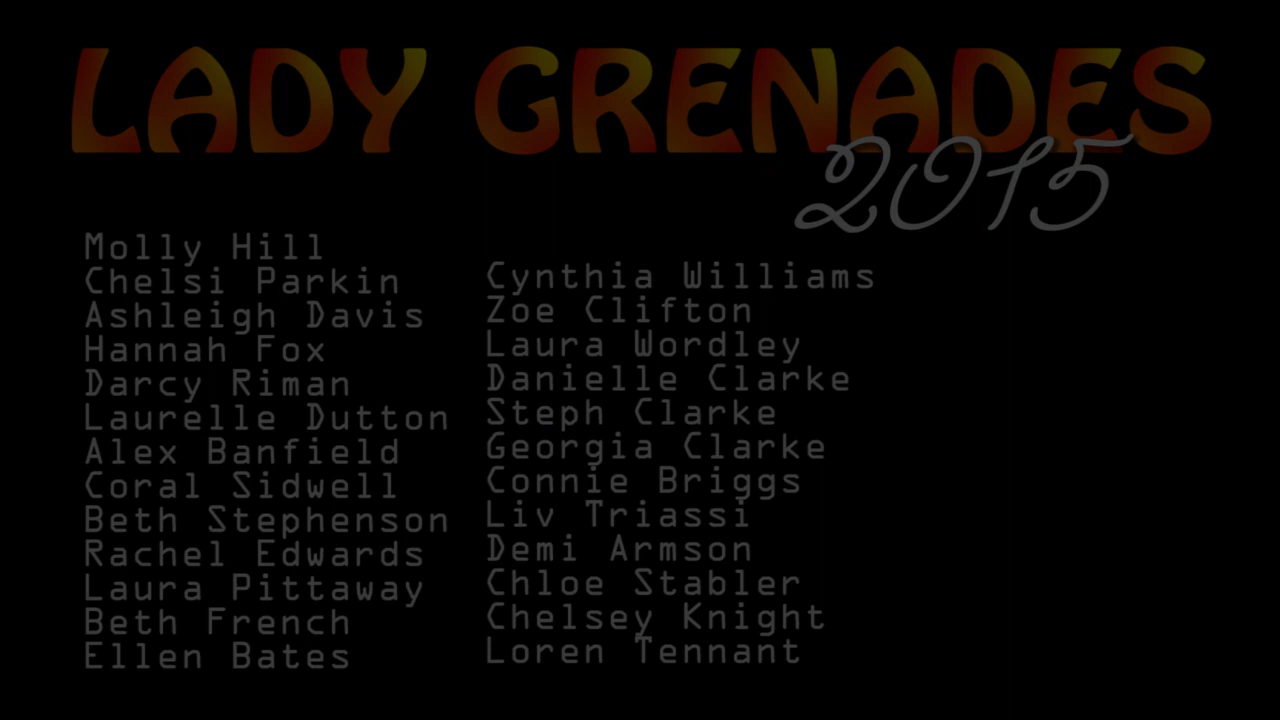 LADY GRENADES
2015
Molly Hill
Chelsi Parkin
Ashleigh Davis
Hannah Fox
Darcy Riman
Laurelle Dutton
Alex Banfield
Coral Sidwell
Beth Stephenson
Rachel Edwards
Laura Pittaway
Beth French
Ellen Bates
Cynthia Williams
Zoe Clifton
Laura Wordley
Danielle Clarke
Steph Clarke
Georgia Clarke
Connie Briggs
Liv Triassi
Demi Armson
Chloe Stabler
Chelsey Knight
Loren Tennant